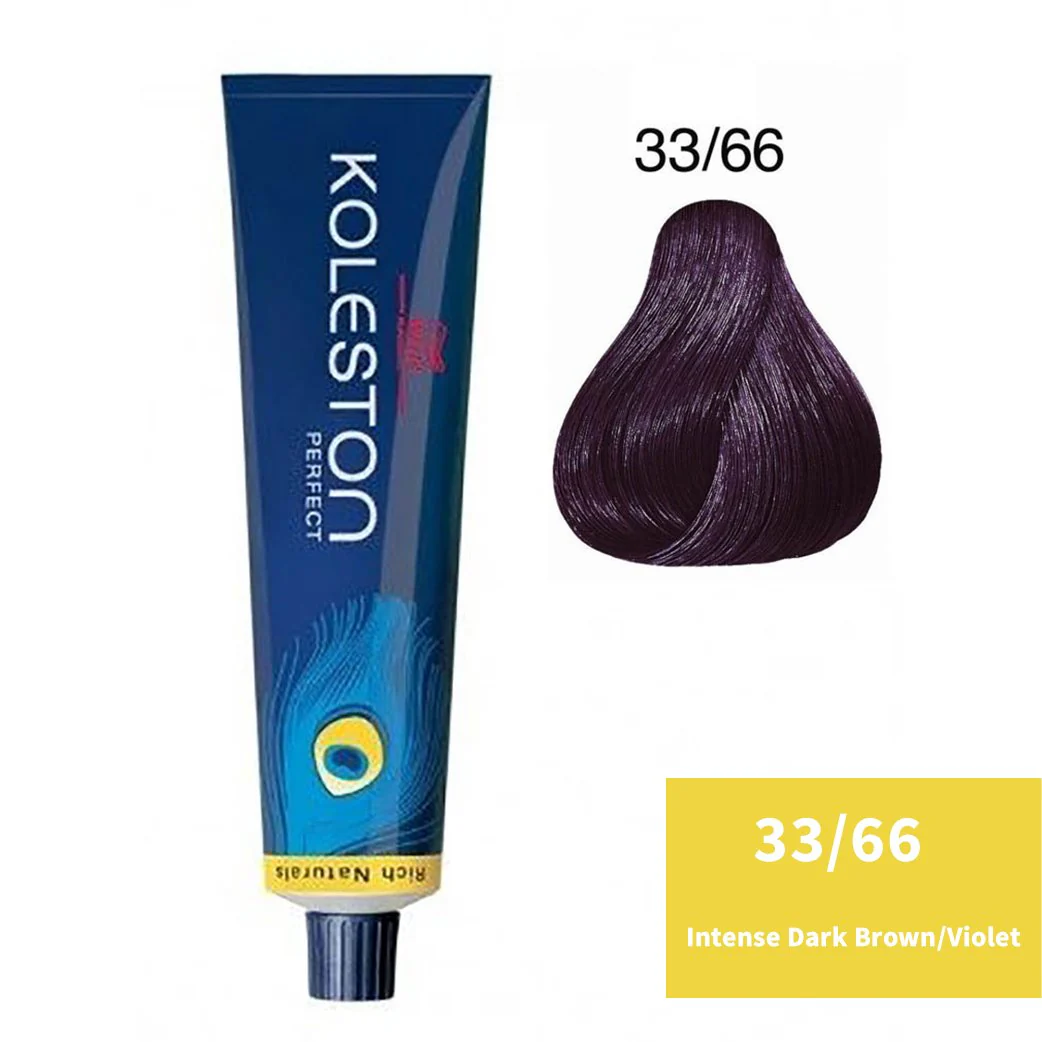 KOLESTON
PERFECT
Rich Naturals
33/66
33/66
Intense Dark Brown/Violet